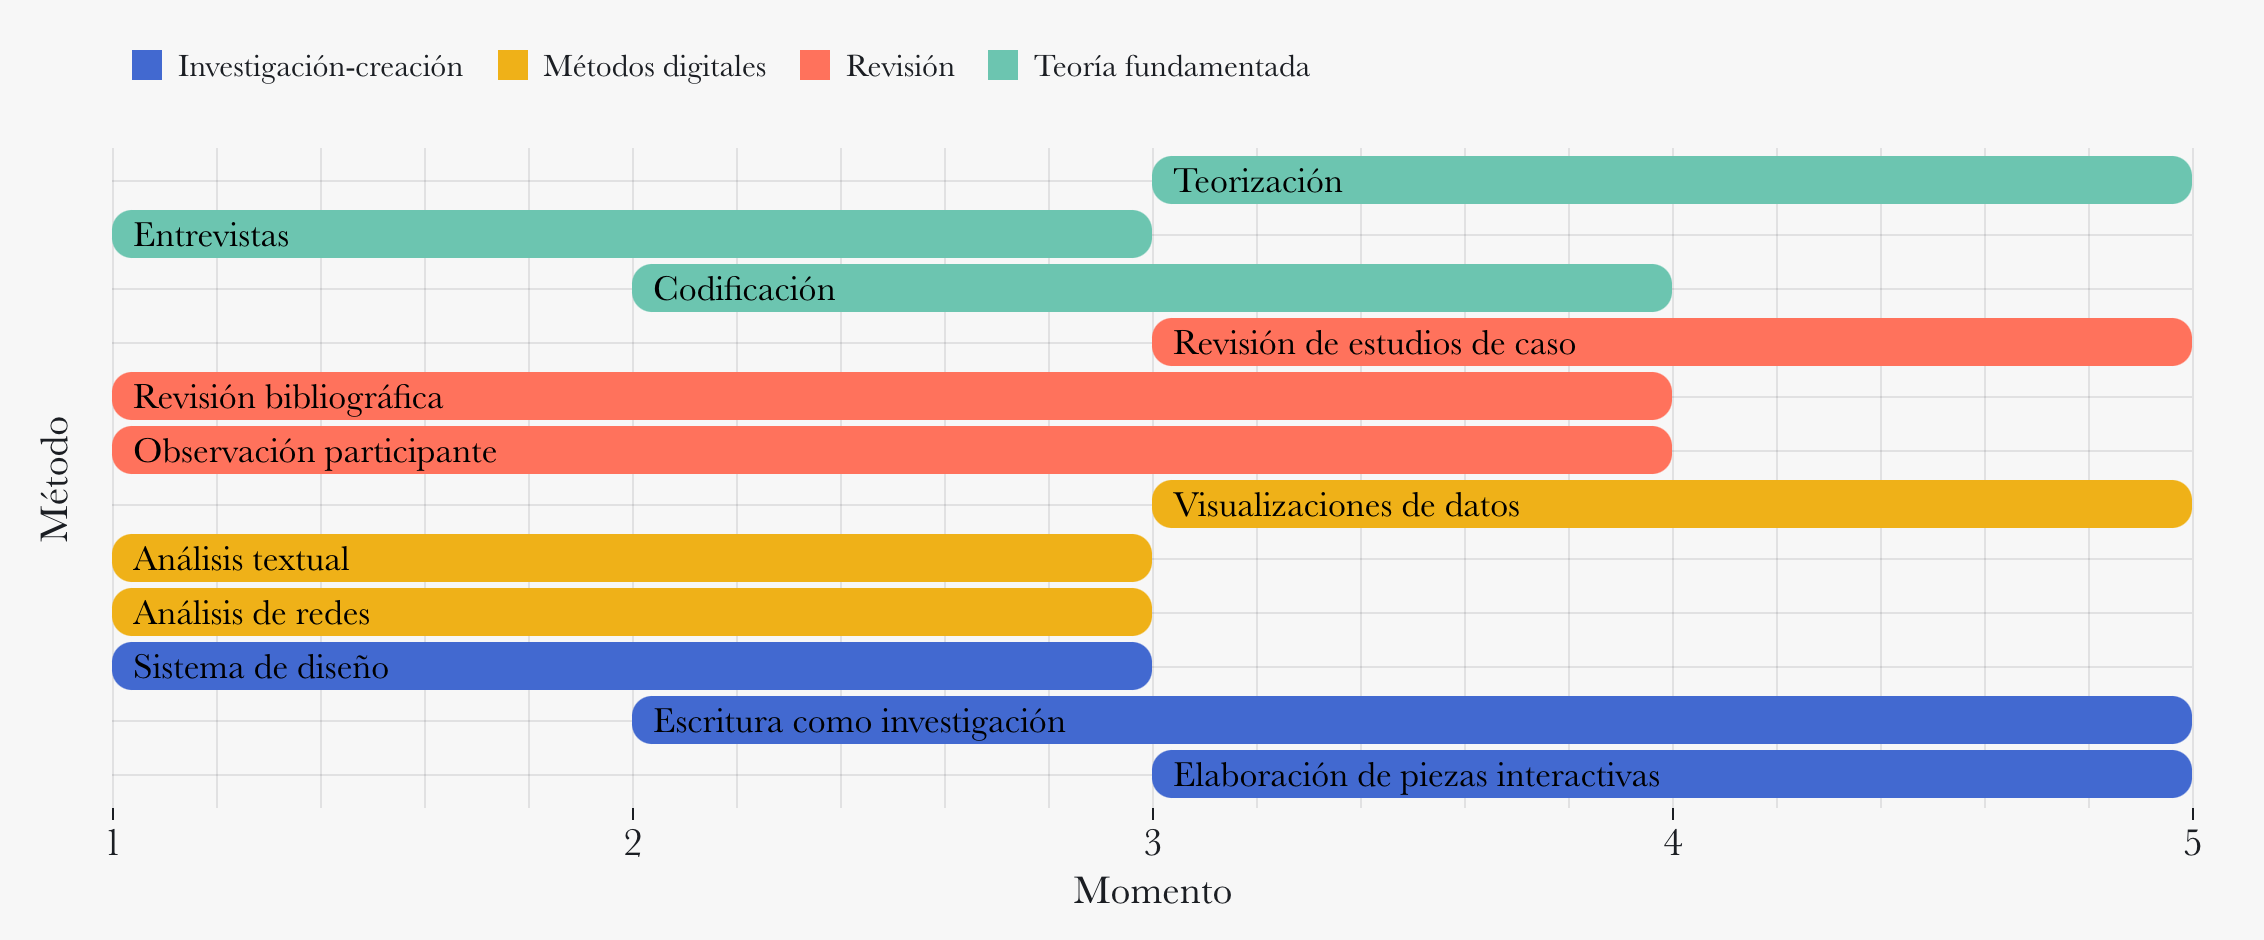 Investigación-creación
Métodos digitales
Revisión
Teoría fundamentada
Método
Teorización
Entrevistas
Codificación
Revisión de estudios de caso
Revisión bibliográfica
Observación participante
Visualizaciones de datos
Análisis textual
Análisis de redes
Sistema de diseño
Escritura como investigación
Elaboración de piezas interactivas
1 2 3 4 5
Momento